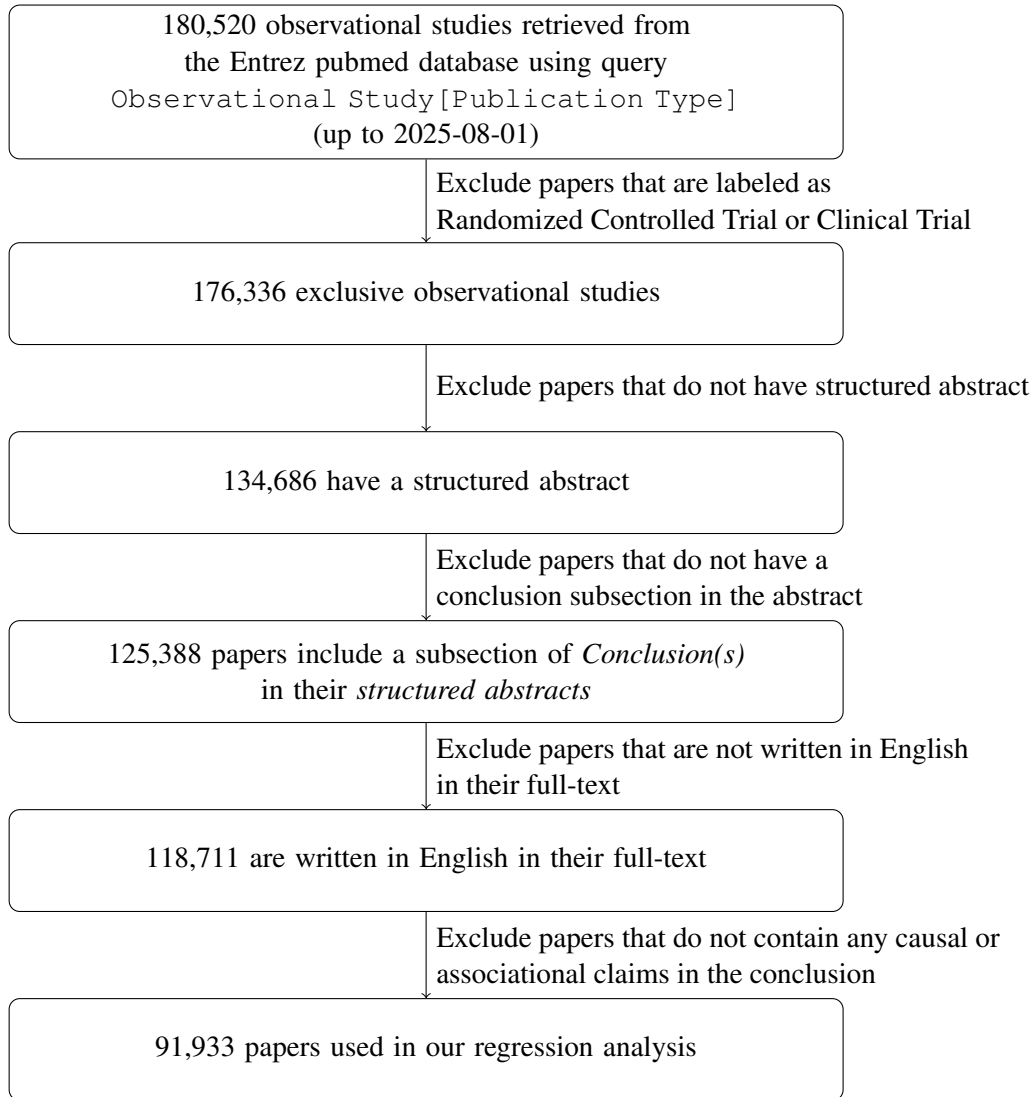 180,520 observational studies retrieved from
the Entrez pubmed database using query
Observational Study[Publication Type]
(up to 2025-08-01)
Exclude papers that are labeled as
Randomized Controlled Trial or Clinical Trial
176,336 exclusive observational studies
Exclude papers that do not have structured abstract
134,686 have a structured abstract
Exclude papers that do not have a
conclusion subsection in the abstract
125,388 papers include a subsection of Conclusion(s)
in their structured abstracts
Exclude papers that are not written in English
in their full-text
118,711 are written in English in their full-text
Exclude papers that do not contain any causal or
associational claims in the conclusion
91,933 papers used in our regression analysis